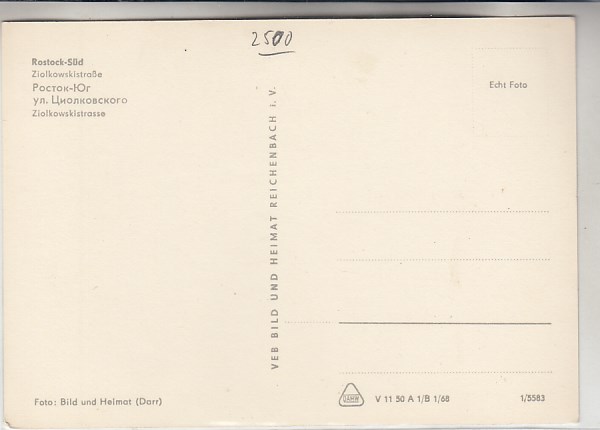 2500
Rostock-Süd
Ziolkowskistraße
Росток-Юг
ул. Циолковского
Ziolkowskistrasse
Echt Foto
VEB BILD UND HEIMAT REICHENBACH i. V.
Foto: Bild und Heimat (Darr)
DAMW
V 11 50 A 1/B 1/68
1/5583